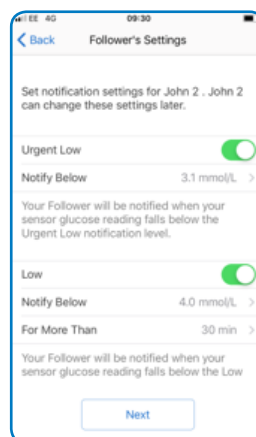 EE 4G 09:30
Back Follower's Settings
Set notification settings for John 2 . John 2
can change these settings later.
Urgent Low
Notify Below 3.1 mmol/L
Your Follower will be notified when your
sensor glucose reading falls below the
Urgent Low notification level.
Low
Notify Below 4.0 mmol/L
For More Than 30 min
Your Follower will be notified when your
sensor glucose reading falls below the Low
Next